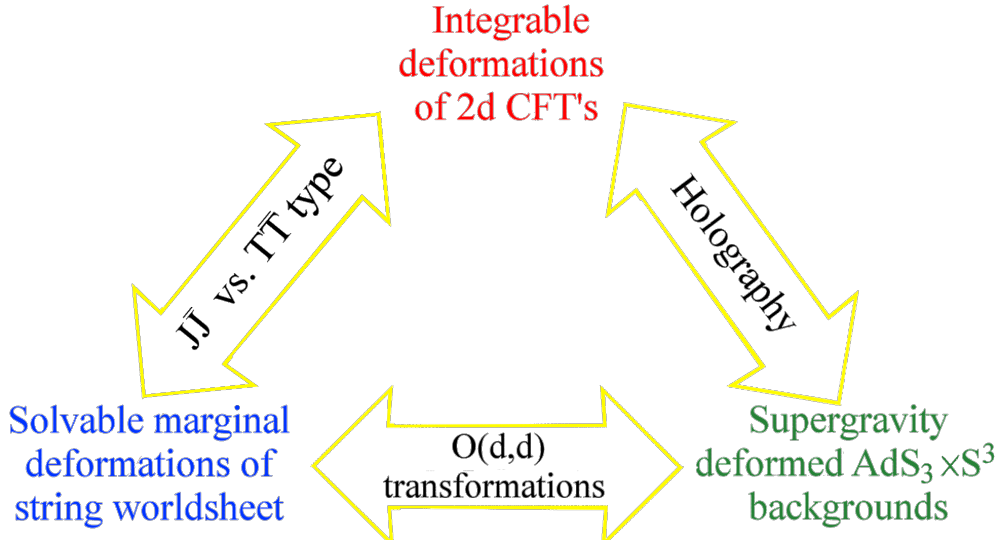 Integrable
deformations
of 2d CFT's
JJ̄ vs. TT̄ type
Holography
Solvable marginal
deformations of
string worldsheet
O(d,d)
transformations
Supergravity
deformed AdS₃ ×S³
backgrounds